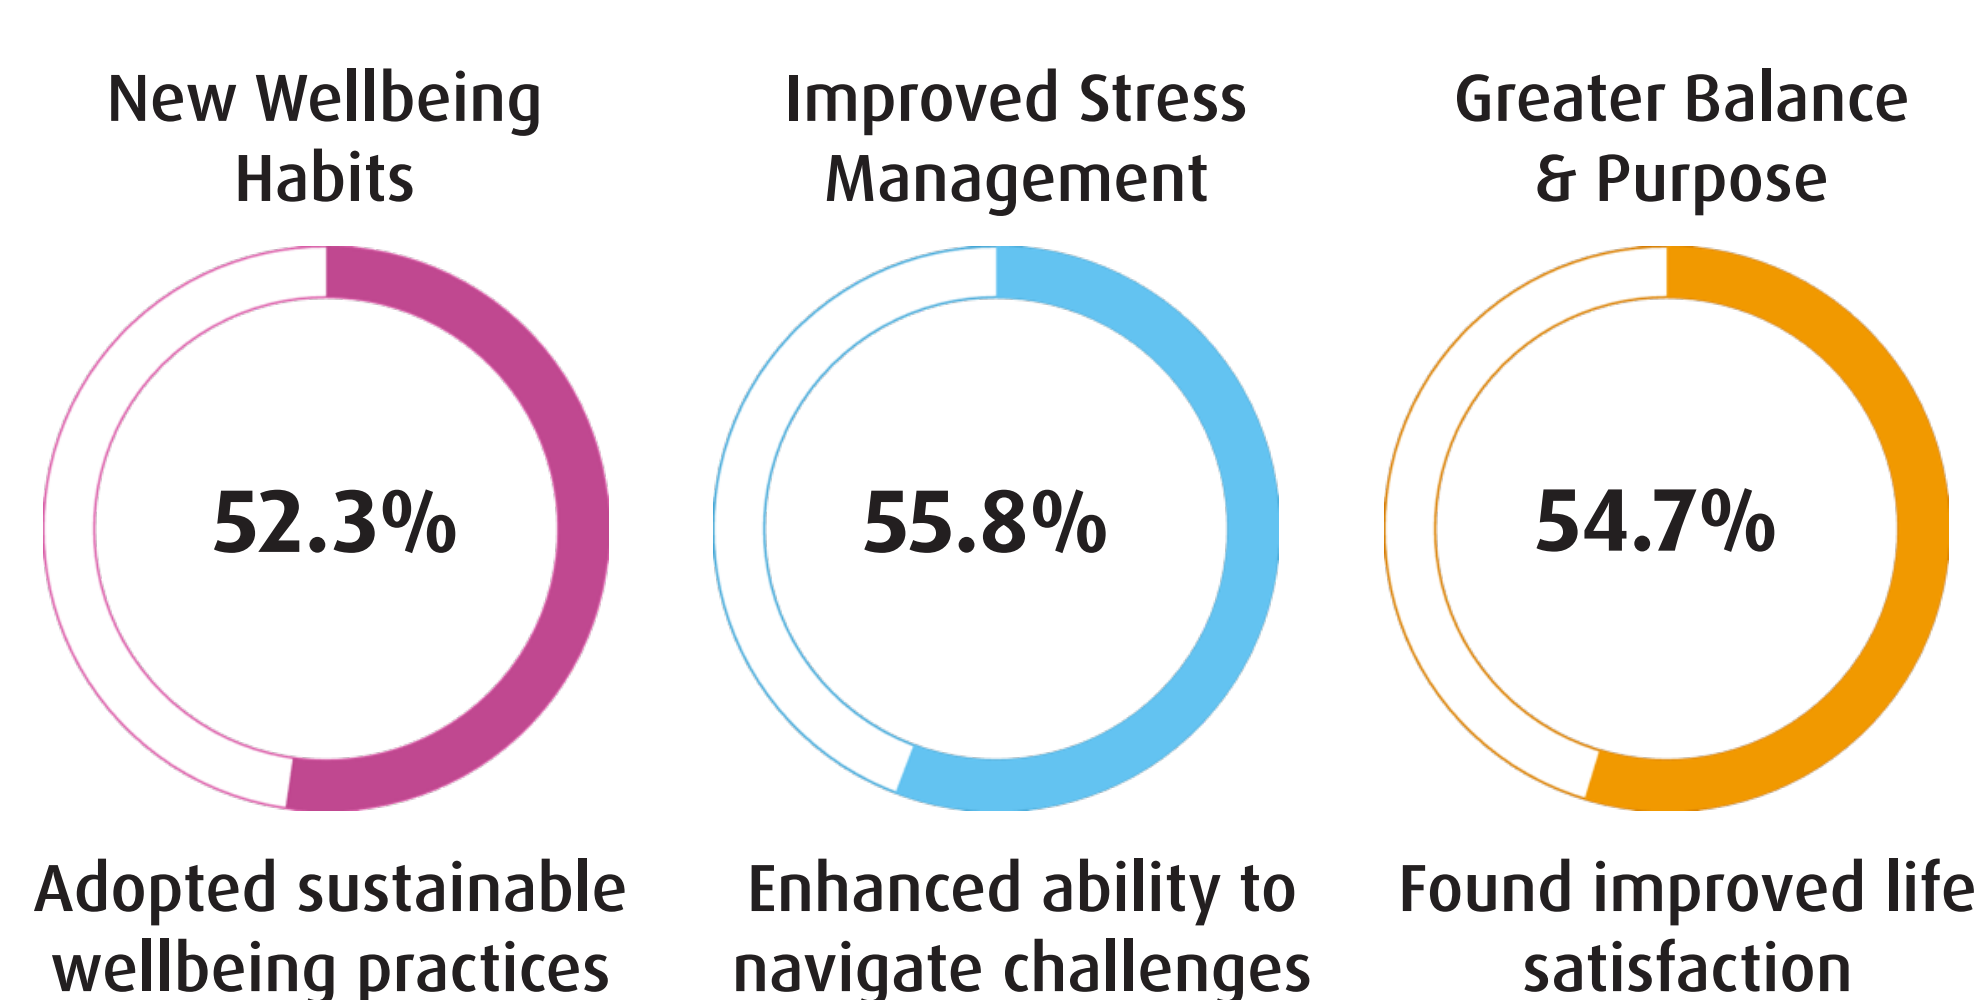 New Wellbeing
Habits
52.3%
Adopted sustainable
wellbeing practices
Improved Stress
Management
55.8%
Enhanced ability to
navigate challenges
Greater Balance
& Purpose
54.7%
Found improved life
satisfaction